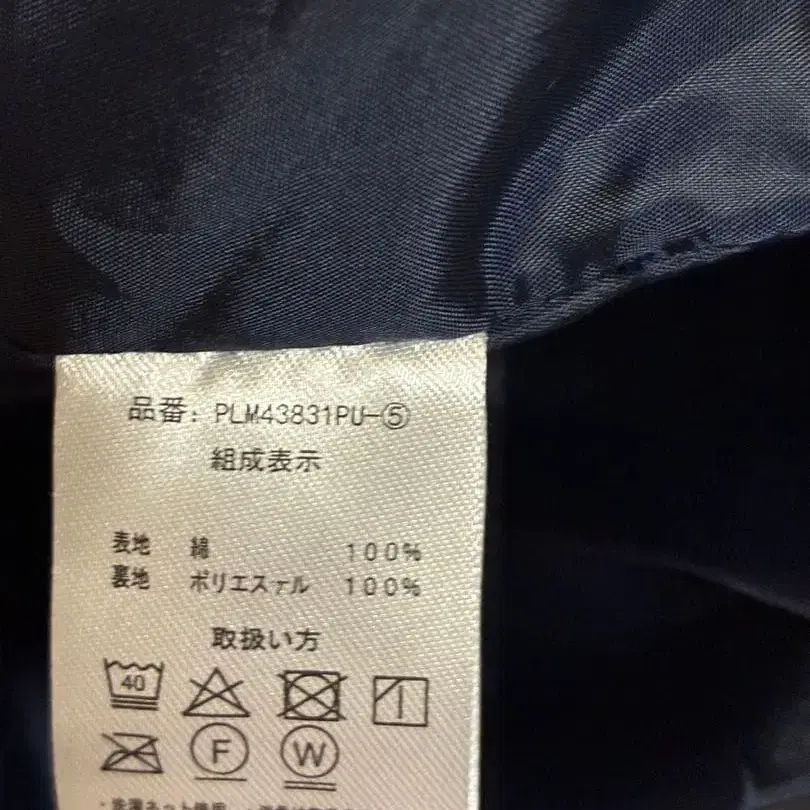 品番: PLM43831PU-⑤
組成表示
表地 綿 100%
裏地 ポリエステル 100%
取扱い方
40
F W